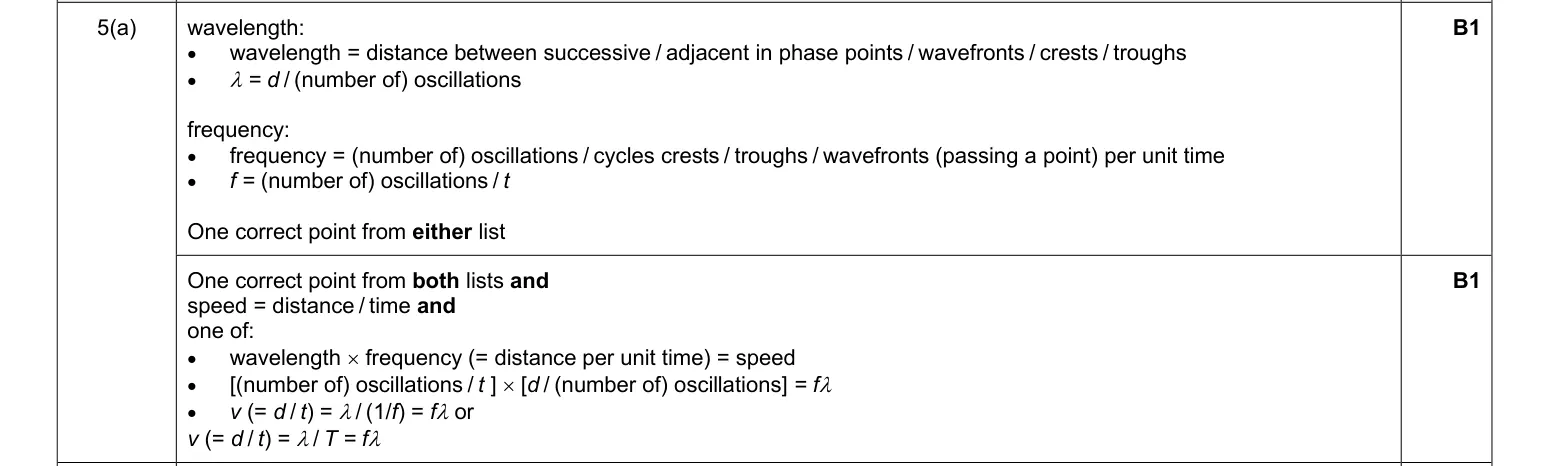 5(a)
wavelength:
• wavelength = distance between successive / adjacent in phase points / wavefronts / crests / troughs
• λ = d / (number of) oscillations
frequency:
• frequency = (number of) oscillations / cycles crests / troughs / wavefronts (passing a point) per unit time
• f = (number of) oscillations / t
One correct point from either list
B1
One correct point from both lists and
speed = distance / time and
one of:
• wavelength × frequency (= distance per unit time) = speed
• [(number of) oscillations / t ] × [d / (number of) oscillations] = fλ
• v (= d / t) = λ / (1/f) = fλ or
v (= d / t) = λ / T = fλ
B1